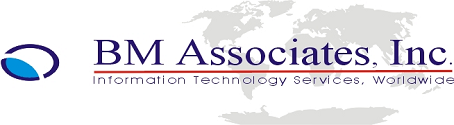 BM Associates, Inc.
Information Technology Services, Worldwide